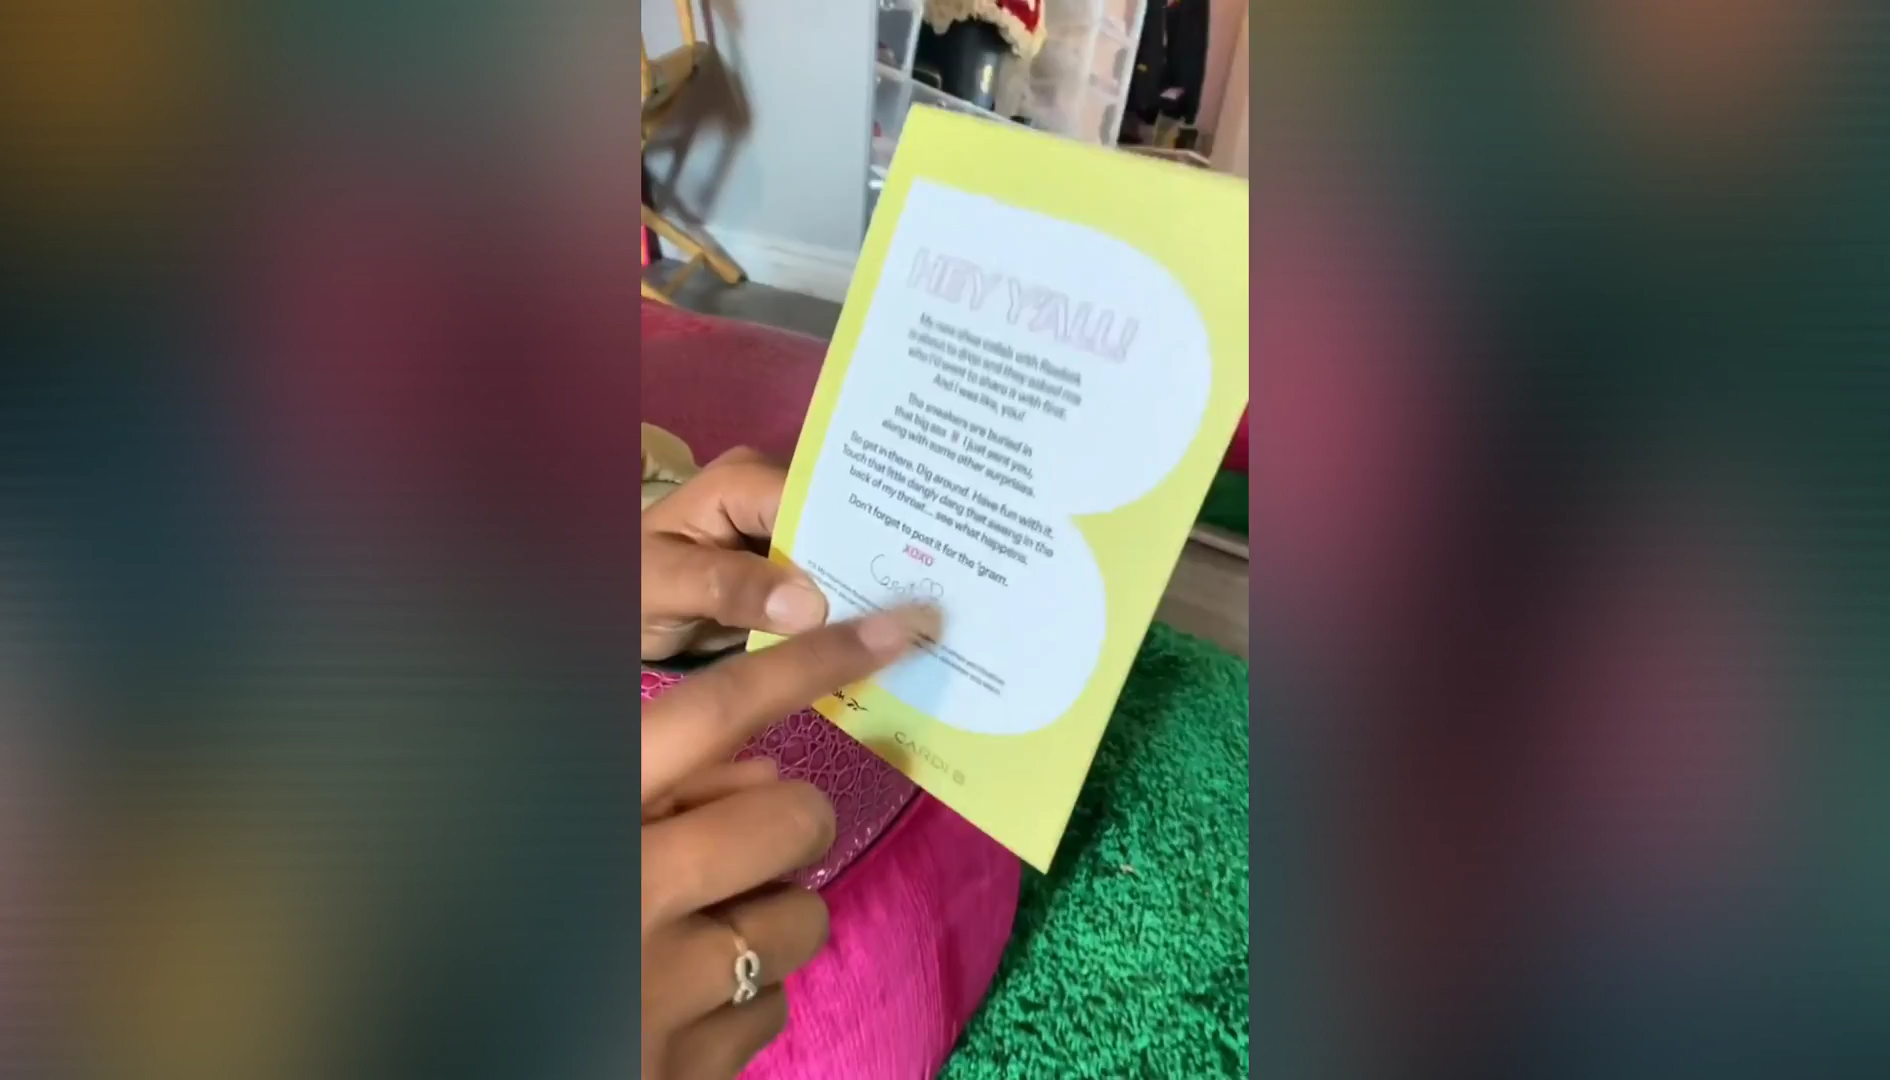 HEY Y'ALL!
My new shoe collab with Reebok
is about to drop and they asked me
who I'd want to share it with first.
And I was like, you!
The sneakers are buried in
that big ass B I just sent you,
along with some other surprises.
So get in there. Dig around. Have fun with it.
Touch that little dangly dang that swing in the
back of my throat... see what happens.
Don't forget to post it for the 'gram.
XOXO
Cardi B
CARDI B